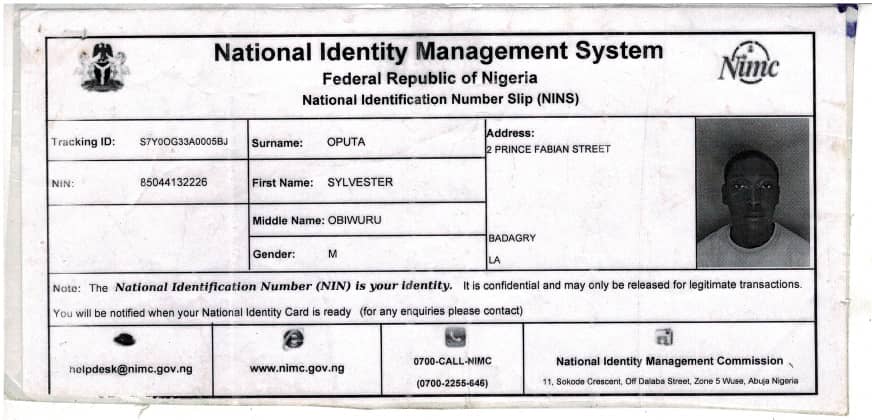 National Identity Management System
Federal Republic of Nigeria
National Identification Number Slip (NINS)
Nimc
Tracking ID: S7Y0OG33A0005BJ
Surname: OPUTA
Address:
2 PRINCE FABIAN STREET
NIN: 85044132226
First Name: SYLVESTER
Middle Name: OBIWURU
BADAGRY
Gender: M
LA
Note: The National Identification Number (NIN) is your identity. It is confidential and may only be released for legitimate transactions.
You will be notified when your National Identity Card is ready (for any enquiries please contact)
helpdesk@nimc.gov.ng
www.nimc.gov.ng
0700-CALL-NIMC
(0700-2255-646)
National Identity Management Commission
11, Sokode Crescent, Off Dalaba Street, Zone 5 Wuse, Abuja Nigeria